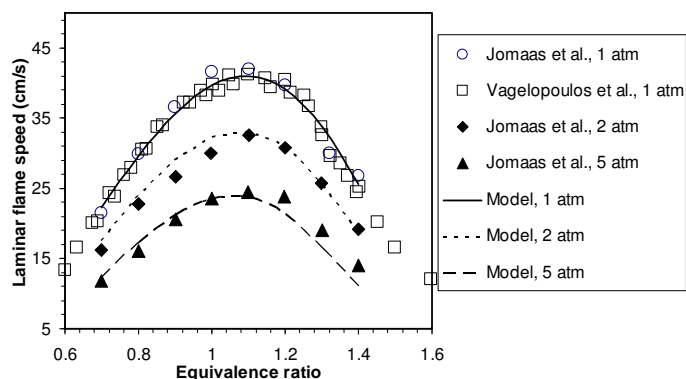 45
35
25
15
5
Laminar flame speed (cm/s)
0.6 0.8 1 1.2 1.4 1.6
Equivalence ratio
Jomaas et al., 1 atm
Vagelopoulos et al., 1 atm
Jomaas et al., 2 atm
Jomaas et al., 5 atm
Model, 1 atm
Model, 2 atm
Model, 5 atm